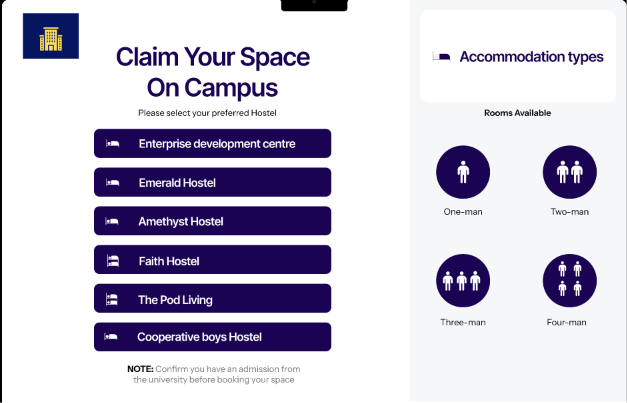 Claim Your Space
On Campus
Please select your preferred Hostel
Enterprise development centre
Emerald Hostel
Amethyst Hostel
Faith Hostel
The Pod Living
Cooperative boys Hostel
NOTE: Confirm you have an admission from
the university before booking your space
Accommodation types
Rooms Available
One-man
Two-man
Three-man
Four-man